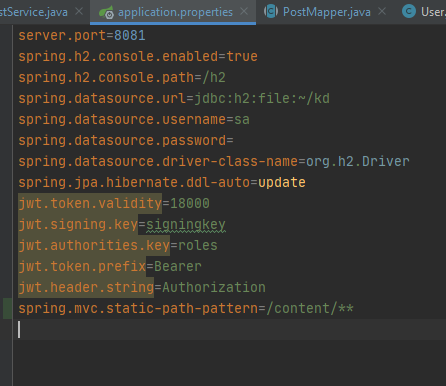 stService.java application.properties PostMapper.java User.
server.port=8081
spring.h2.console.enabled=true
spring.h2.console.path=/h2
spring.datasource.url=jdbc:h2:file:~/kd
spring.datasource.username=sa
spring.datasource.password=
spring.datasource.driver-class-name=org.h2.Driver
spring.jpa.hibernate.ddl-auto=update
jwt.token.validity=18000
jwt.signing.key=signingkey
jwt.authorities.key=roles
jwt.token.prefix=Bearer
jwt.header.string=Authorization
spring.mvc.static-path-pattern=/content/**